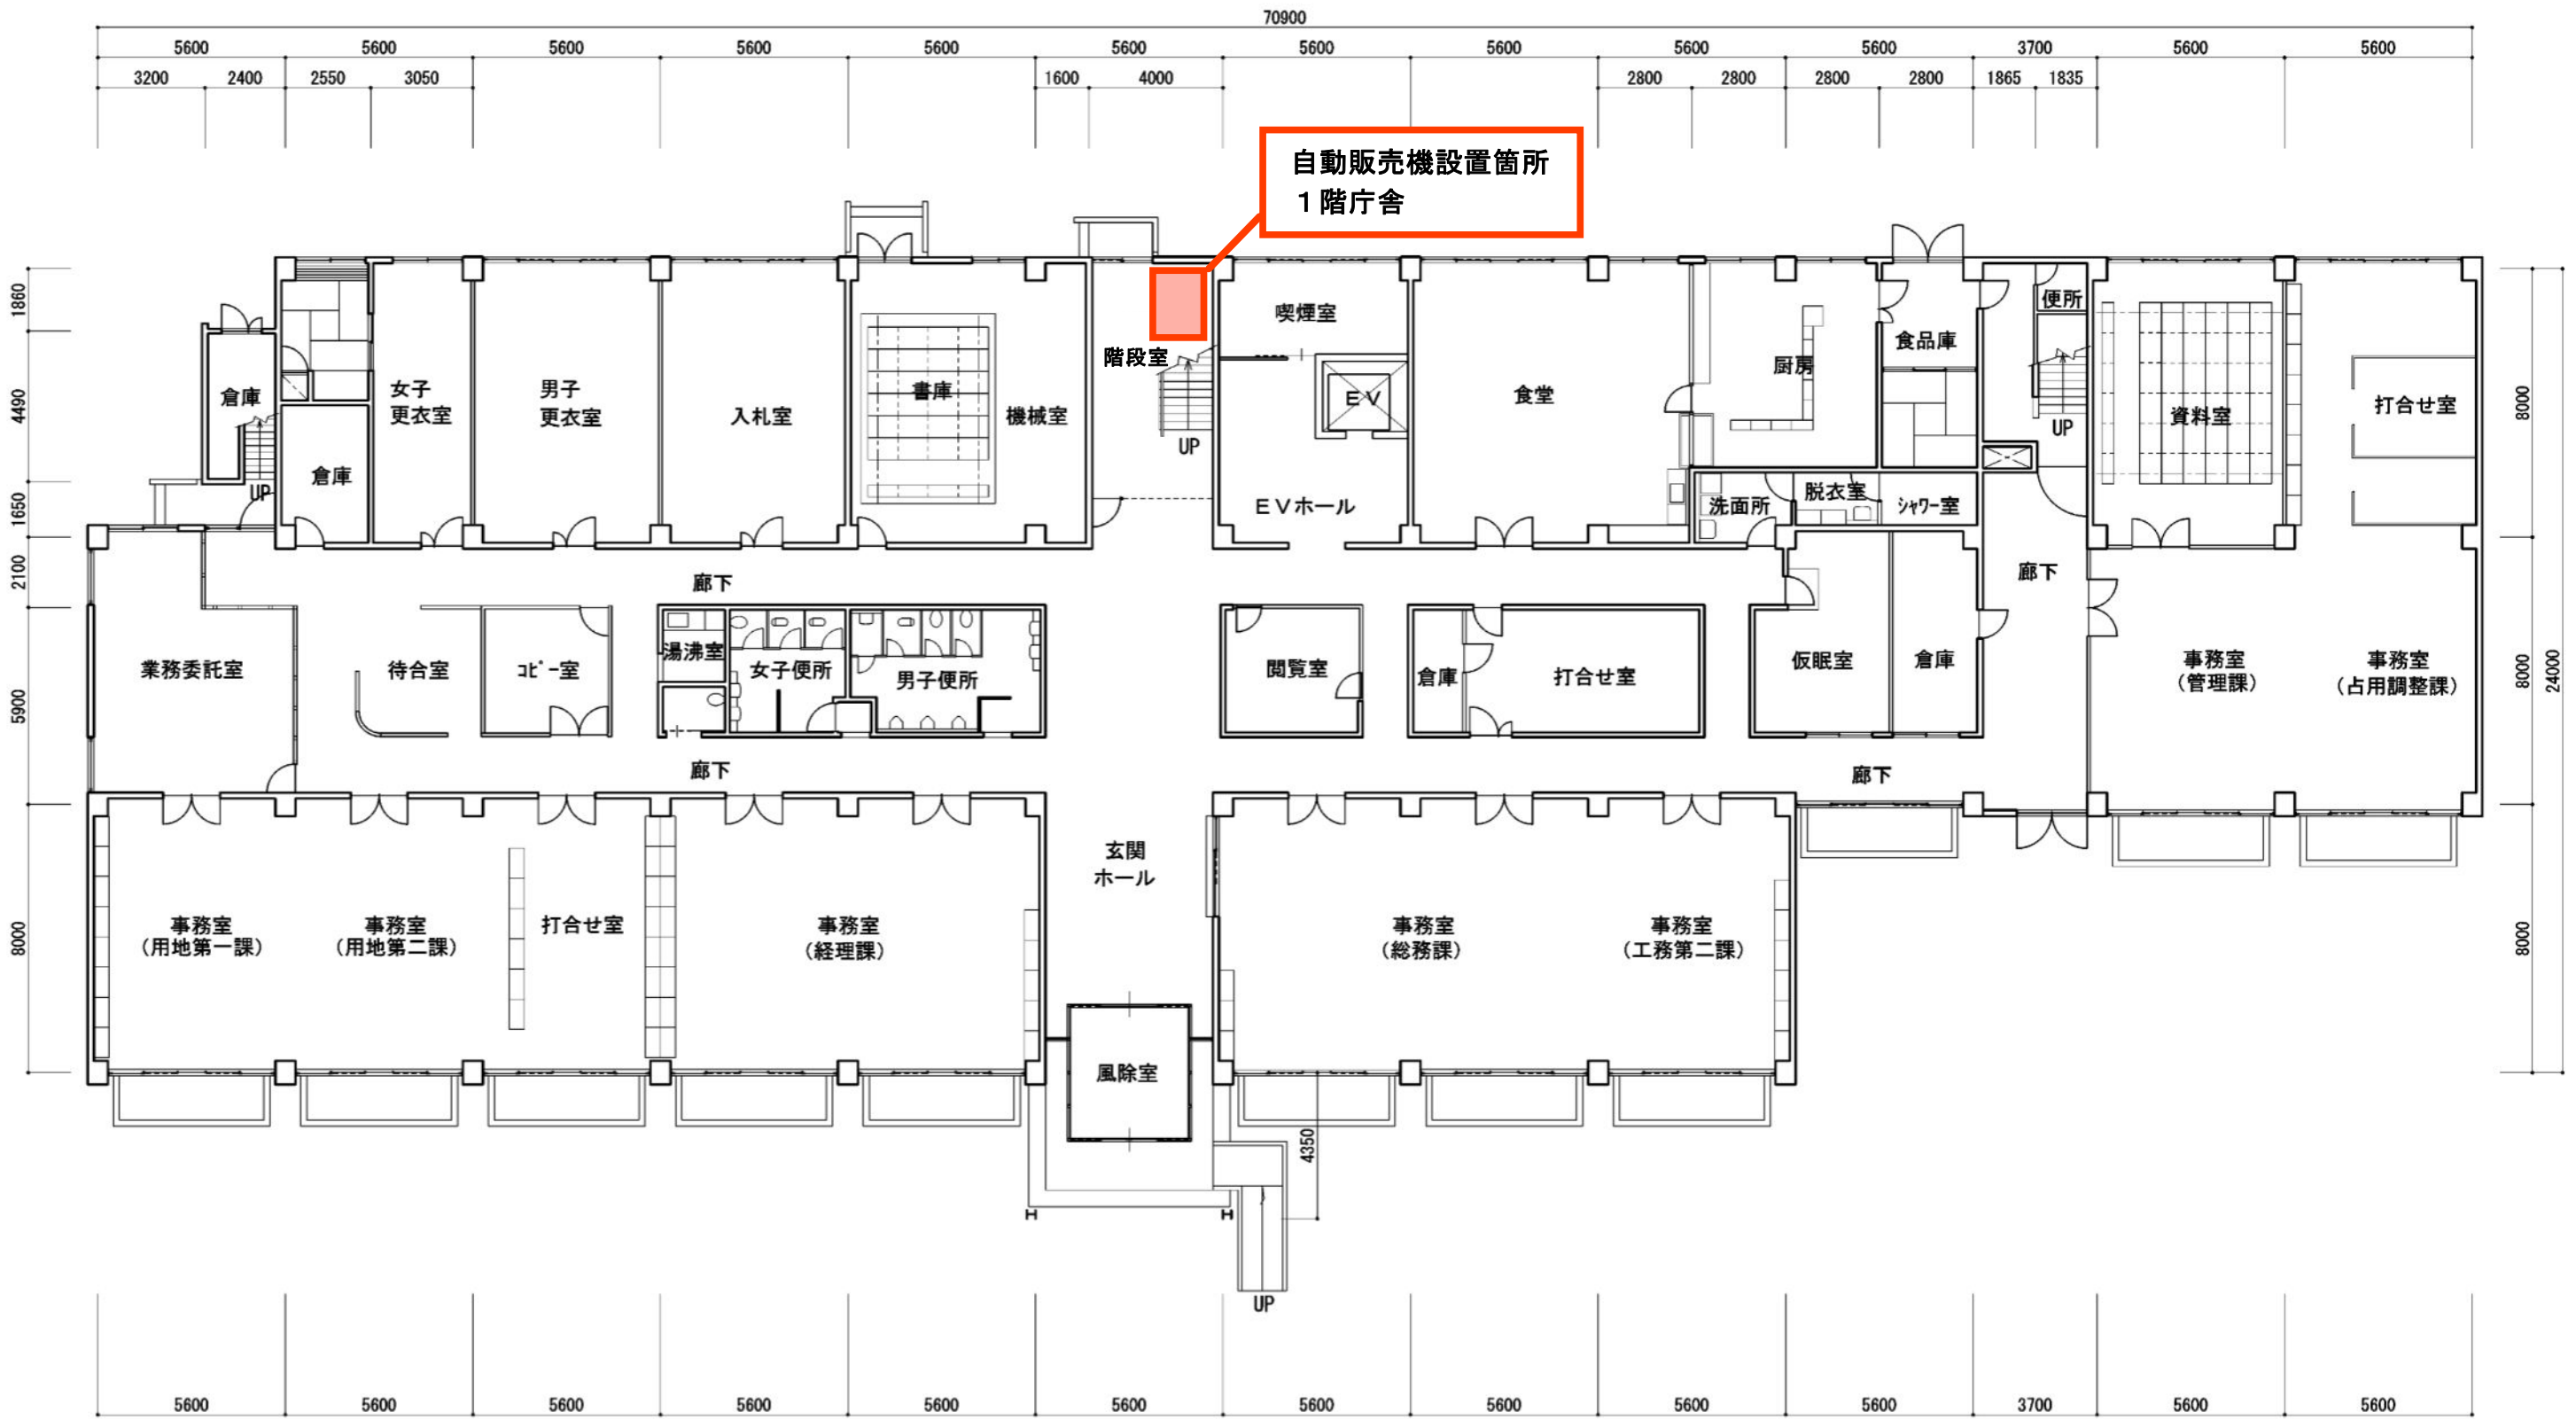 70900
5600 5600 5600 5600 5600 5600 5600 5600 5600 5600 3700 5600 5600
3200 2400 2550 3050 1600 4000 2800 2800 2800 2800 1865 1835
自動販売機設置箇所
1階庁舎
1860
4490
1650
2100
5900
8000
倉庫
UP
倉庫
女子
更衣室
男子
更衣室
入札室
書庫
機械室
階段室
UP
喫煙室
EV
EVホール
食堂
厨房
食品庫
洗面所
脱衣室
シャワー室
便所
UP
資料室
打合せ室
廊下
廊下
業務委託室
待合室
コピー室
湯沸室
女子便所
男子便所
閲覧室
倉庫
打合せ室
仮眠室
倉庫
事務室
(管理課)
事務室
(占用調整課)
廊下
廊下
玄関
ホール
事務室
(用地第一課)
事務室
(用地第二課)
打合せ室
事務室
(経理課)
事務室
(総務課)
事務室
(工務第二課)
風除室
4350
UP
8000
8000
8000
24000
5600 5600 5600 5600 5600 5600 5600 5600 5600 5600 3700 5600 5600